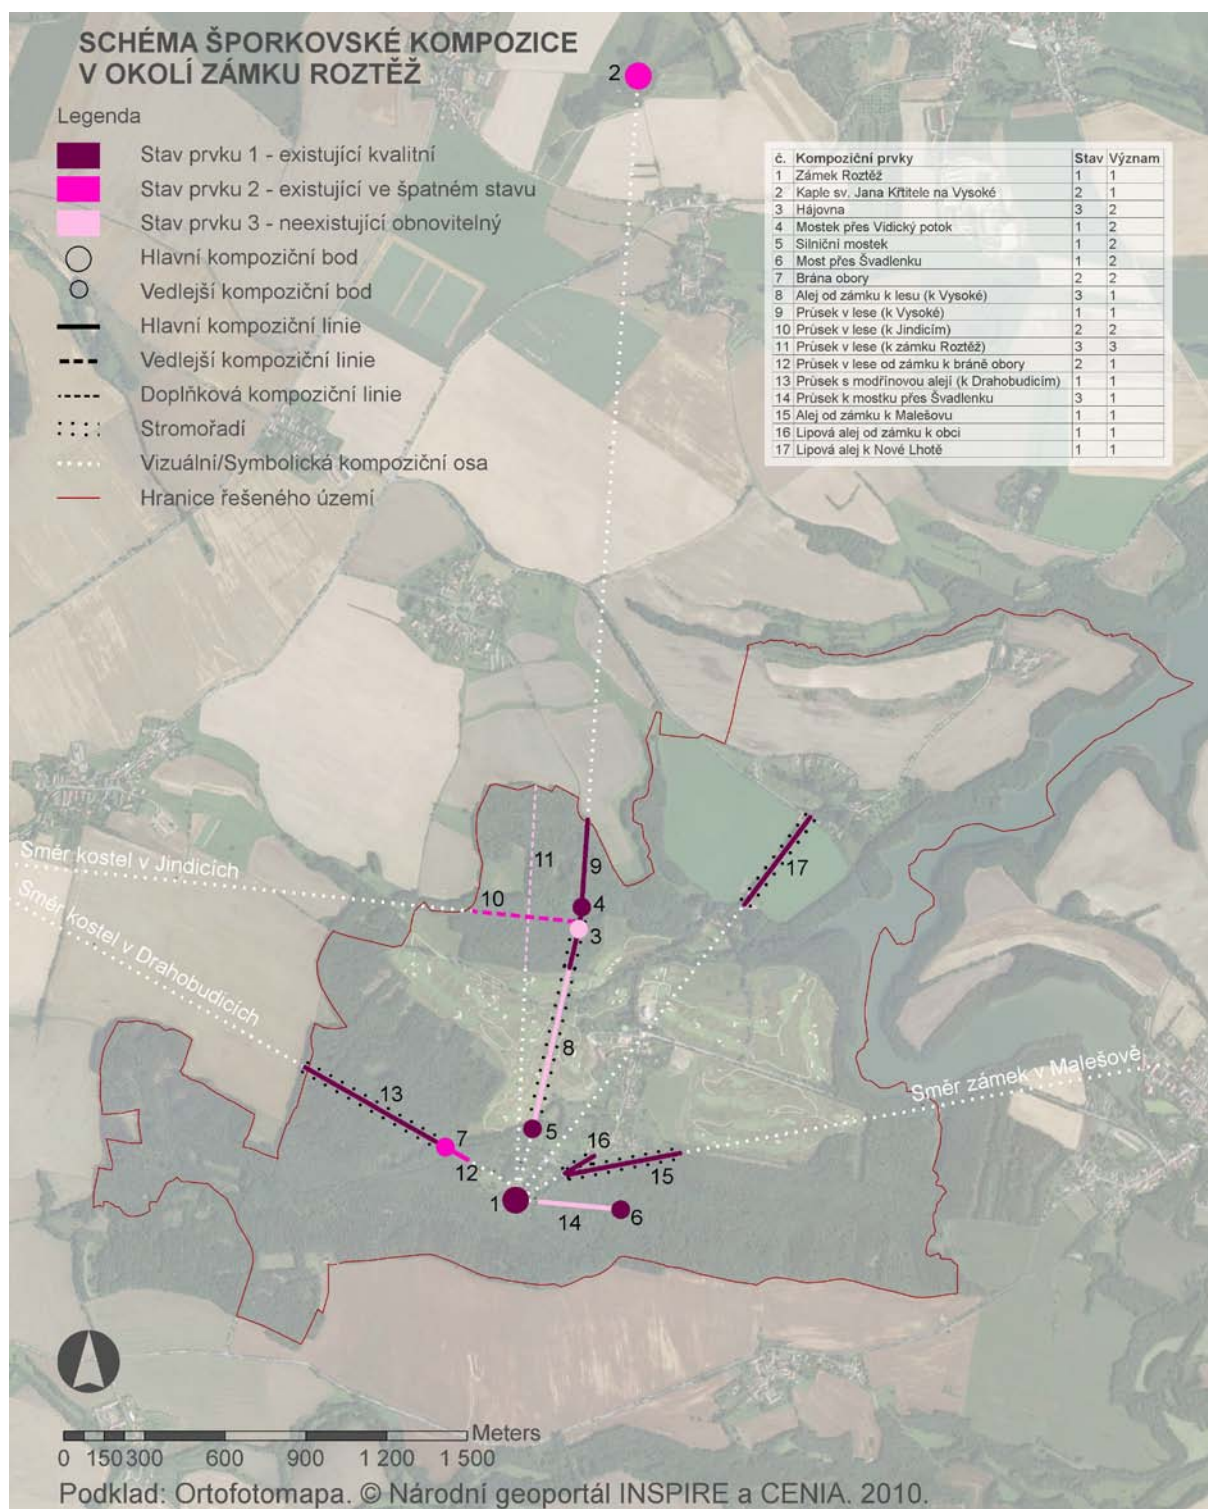 SCHÉMA ŠPORKOVSKÉ KOMPOZICE
V OKOLÍ ZÁMKU ROZTĚŽ
Legenda
Stav prvku 1 - existující kvalitní
Stav prvku 2 - existující ve špatném stavu
Stav prvku 3 - neexistující obnovitelný
Hlavní kompoziční bod
Vedlejší kompoziční bod
Hlavní kompoziční linie
Vedlejší kompoziční linie
Doplňková kompoziční linie
Stromořadí
Vizuální/Symbolická kompoziční osa
Hranice řešeného území
2
č. Kompoziční prvky Stav Význam
1 Zámek Roztěž 1 1
2 Kaple sv. Jana Křtitele na Vysoké 2 1
3 Hájovna 3 2
4 Mostek přes Vidický potok 1 2
5 Silniční mostek 1 2
6 Most přes Švadlenku 1 2
7 Brána obory 2 2
8 Alej od zámku k lesu (k Vysoké) 3 1
9 Průsek v lese (k Vysoké) 1 1
10 Průsek v lese (k Jindicím) 2 2
11 Průsek v lese (k zámku Roztěž) 3 3
12 Průsek v lese od zámku k bráně obory 2 1
13 Průsek s modřínovou alejí (k Drahobudicím) 1 1
14 Průsek k mostku přes Švadlenku 3 1
15 Alej od zámku k Malešovu 1 1
16 Lipová alej od zámku k obci 1 1
17 Lipová alej k Nové Lhotě 1 1
Směr kostel v Jindicích
11
9
17
10
4
3
Směr kostel v Drahobudicích
8
Směr zámek v Malešově
13
7
5
16
12
15
1
14
6
Meters
0 150 300 600 900 1 200 1 500
Podklad: Ortofotomapa. © Národní geoportál INSPIRE a CENIA. 2010.